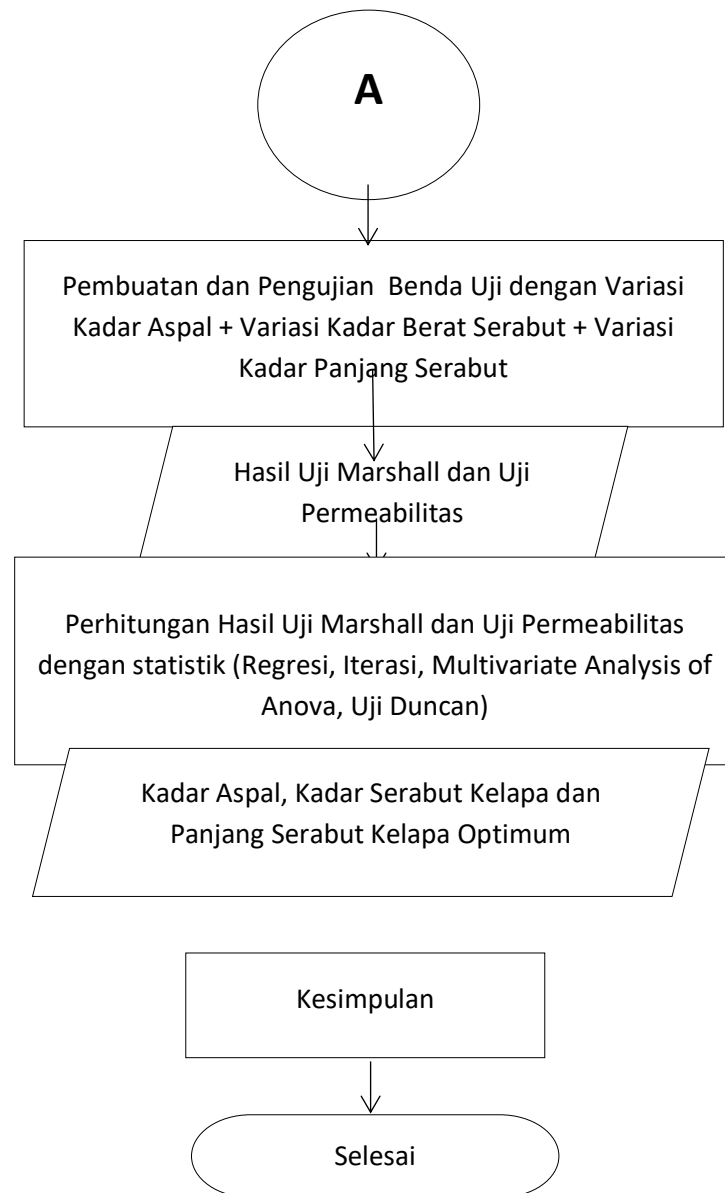 A
Pembuatan dan Pengujian  Benda Uji dengan Variasi
Kadar Aspal + Variasi Kadar Berat Serabut + Variasi
Kadar Panjang Serabut
Hasil Uji Marshall dan Uji
Permeabilitas
Perhitungan Hasil Uji Marshall dan Uji Permeabilitas
dengan statistik (Regresi, Iterasi, Multivariate Analysis of
Anova, Uji Duncan)
Kadar Aspal, Kadar Serabut Kelapa dan
Panjang Serabut Kelapa Optimum
Kesimpulan
Selesai